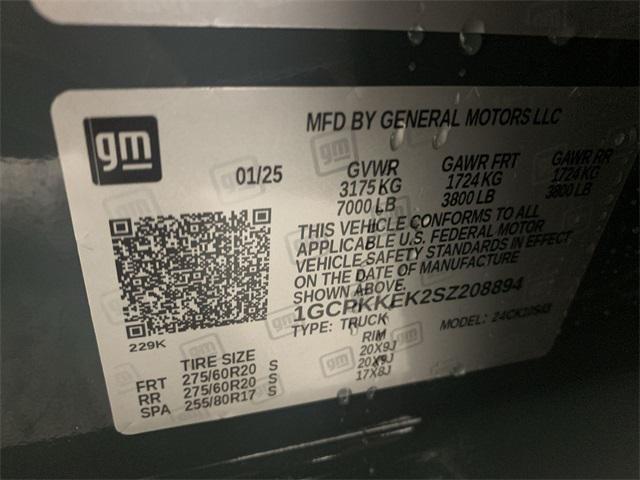 gm
MFD BY GENERAL MOTORS LLC
01/25 GVWR GAWR FRT GAWR RR
3175 KG 1724 KG 1724 KG
7000 LB 3800 LB 3800 LB
THIS VEHICLE CONFORMS TO ALL
APPLICABLE U.S. FEDERAL MOTOR
VEHICLE SAFETY STANDARDS IN EFFECT
ON THE DATE OF MANUFACTURE
SHOWN ABOVE.
1GCPKKEK2SZ208894
TYPE: TRUCK MODEL:
229K
TIRE SIZE RIM
FRT 275/60R20 S 20X9J
RR 275/60R20 S 20X9J
SPA 255/80R17 S 17X8J